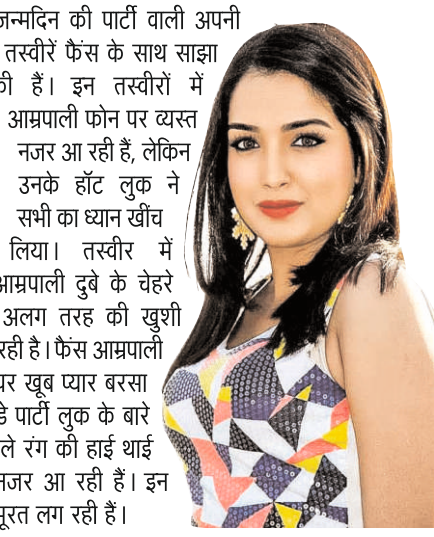 जन्मदिन की पार्टी वाली अपनी
तस्वीरें फैंस के साथ साझा
की हैं। इन तस्वीरों में
आम्रपाली फोन पर व्यस्त
नजर आ रही हैं, लेकिन
उनके हॉट लुक ने
सभी का ध्यान खींच
लिया। तस्वीर में
आम्रपाली दुबे के चेहरे
अलग तरह की खुशी
रही है। फैंस आम्रपाली
पर खूब प्यार बरसा
पार्टी लुक के बारे
रंग की हाई थाई
नजर आ रही हैं। इन
लग रही हैं।